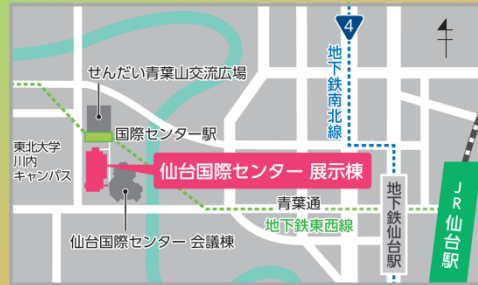 4
せんだい青葉山交流広場
地下鉄南北線
国際センター駅
東北大学
川内
キャンパス
仙台国際センター 展示棟
青葉通
地下鉄東西線
仙台国際センター 会議棟
地下鉄仙台駅
JR仙台駅